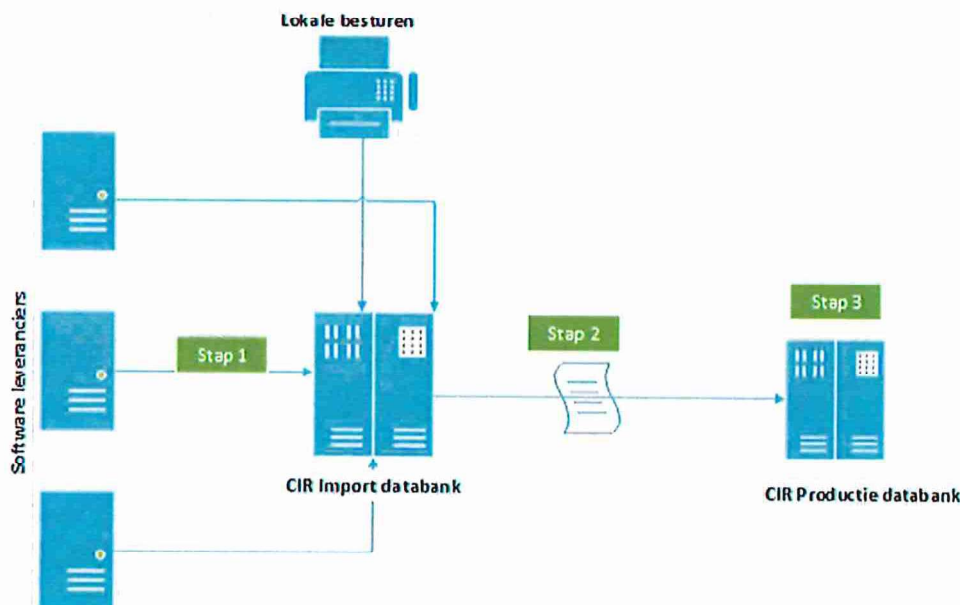 Lokale besturen
Software leveranciers
Stap 1
Stap 2
Stap 3
CIR Import databank
CIR Productie databank